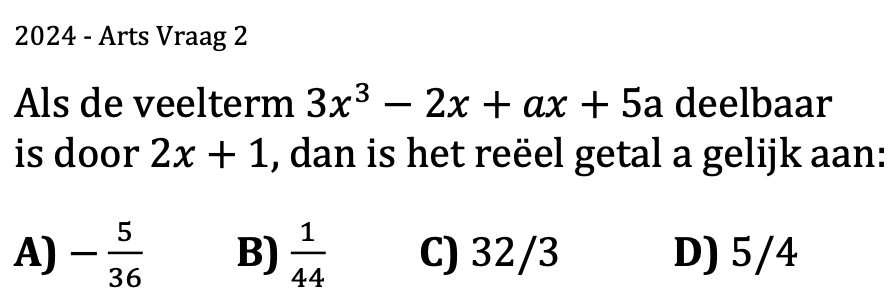 2024 - Arts Vraag 2
Als de veelterm 3x³ − 2x + ax + 5a deelbaar
is door 2x + 1, dan is het reëel getal a gelijk aan:
A) −5/36 B) 1/44 C) 32/3 D) 5/4